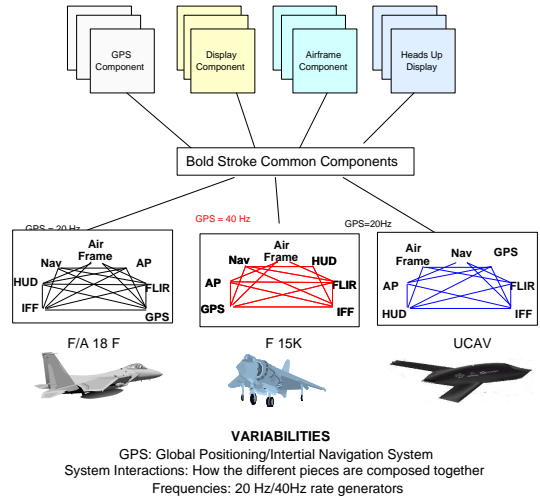 GPS
Component
Display
Component
Airframe
Component
Heads Up
Display
Bold Stroke Common Components
GPS = 20 Hz
GPS = 40 Hz
GPS=20Hz
Air
Frame
Nav
AP
HUD
FLIR
IFF
GPS
Air
Frame
Nav
HUD
AP
FLIR
GPS
IFF
Air
Frame
Nav
GPS
AP
FLIR
HUD
IFF
F/A 18 F
F 15K
UCAV
VARIABILITIES
GPS: Global Positioning/Intertial Navigation System
System Interactions: How the different pieces are composed together
Frequencies: 20 Hz/40Hz rate generators